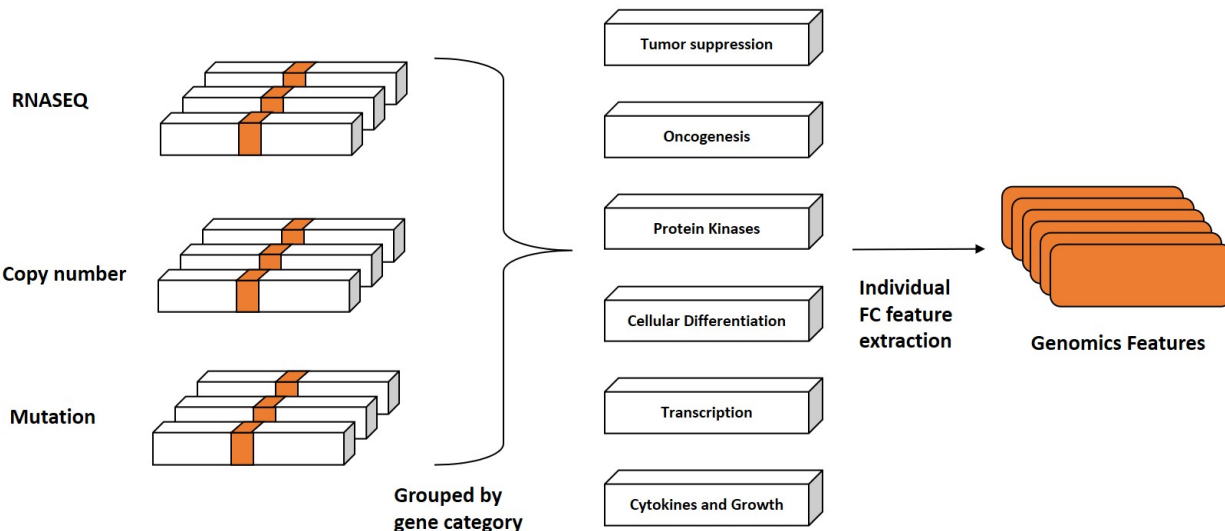 RNASEQ
Copy number
Mutation
Grouped by
gene category
Tumor suppression
Oncogenesis
Protein Kinases
Cellular Differentiation
Transcription
Cytokines and Growth
Individual
FC feature
extraction
Genomics Features